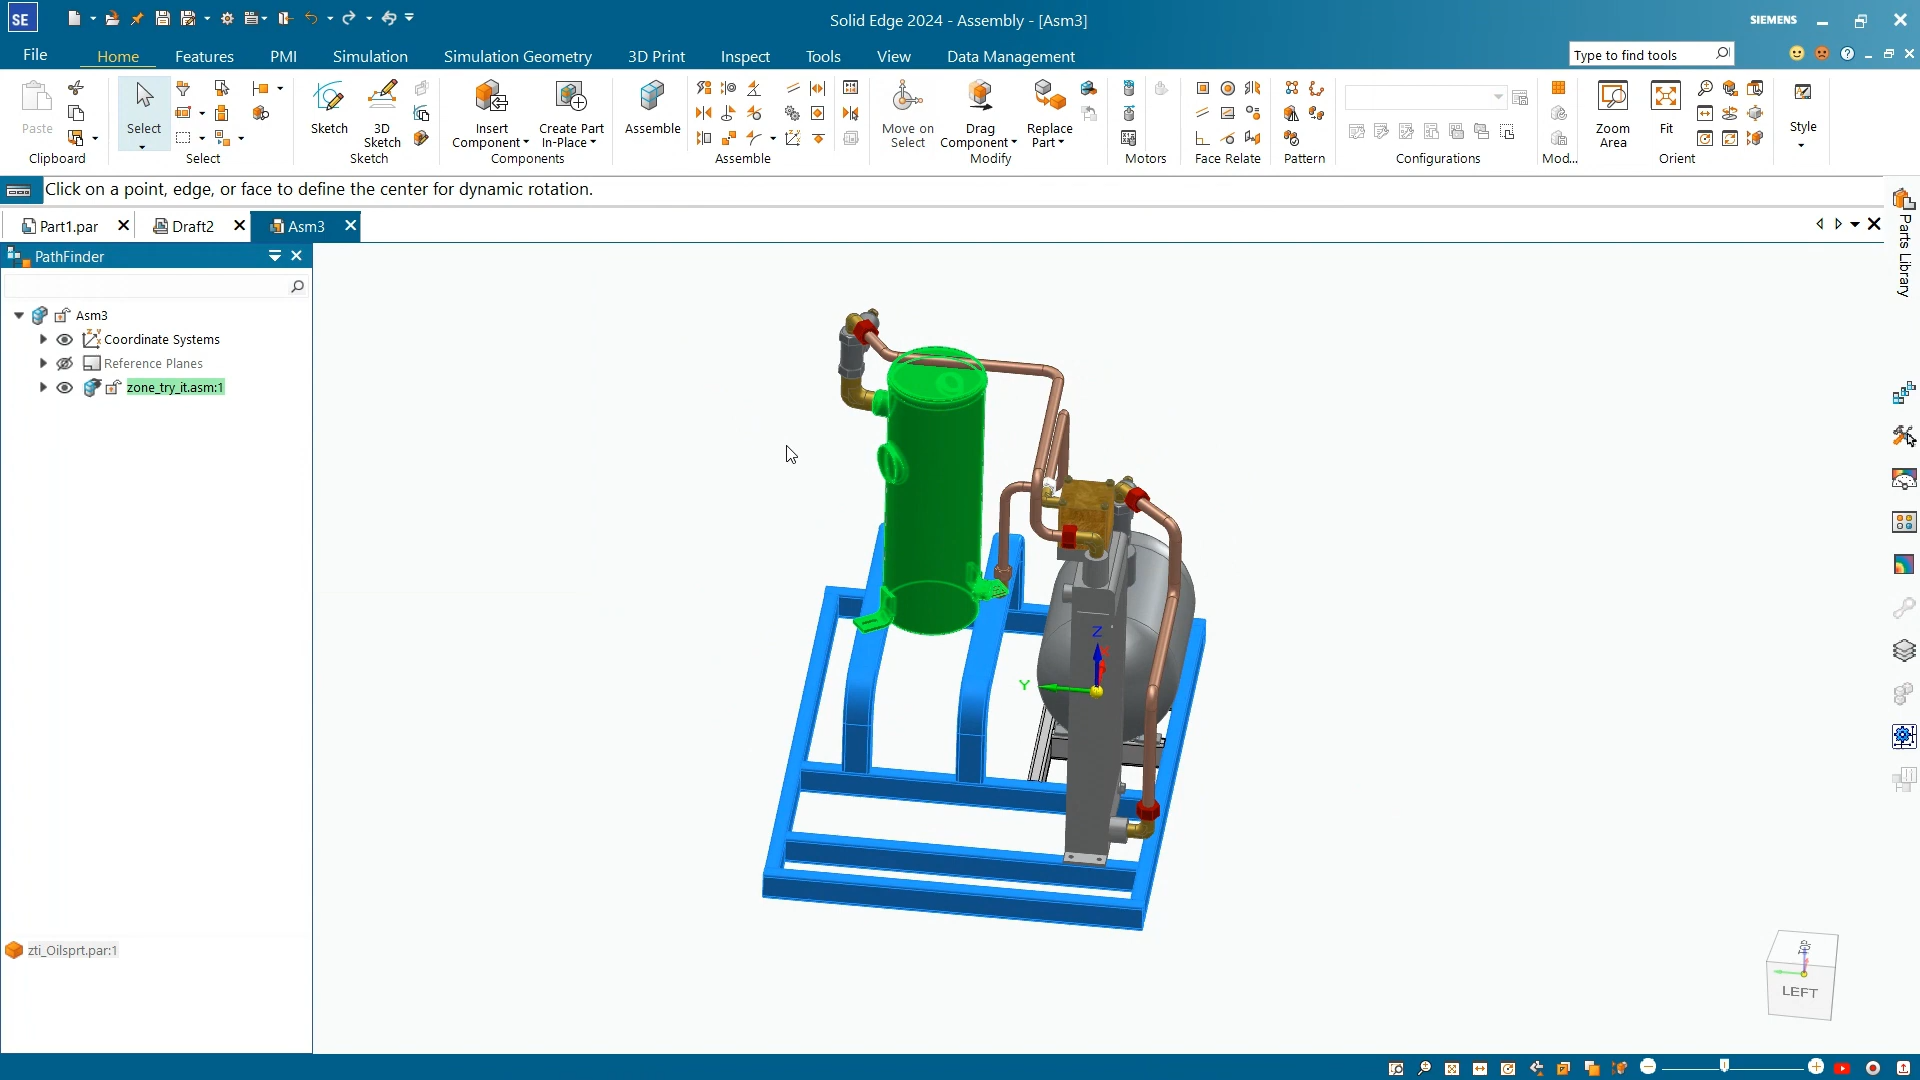 SE
Solid Edge 2024 - Assembly - [Asm3]
SIEMENS
File
Home
Features
PMI
Simulation
Simulation Geometry
3D Print
Inspect
Tools
View
Data Management
Type to find tools
Paste
Clipboard
Select
Select
Sketch
3D
Sketch
Sketch
Insert
Component
Create Part
In-Place
Components
Assemble
Assemble
Move on
Select
Drag
Component
Replace
Part
Modify
Motors
Face Relate
Pattern
Configurations
Mod...
Zoom
Area
Fit
Orient
Style
Click on a point, edge, or face to define the center for dynamic rotation.
Part1.par
Draft2
Asm3
Parts Library
PathFinder
Asm3
Coordinate Systems
Reference Planes
zone_try_it.asm:1
Z
Y
zti_Oilsprt.par:1
TOP
LEFT